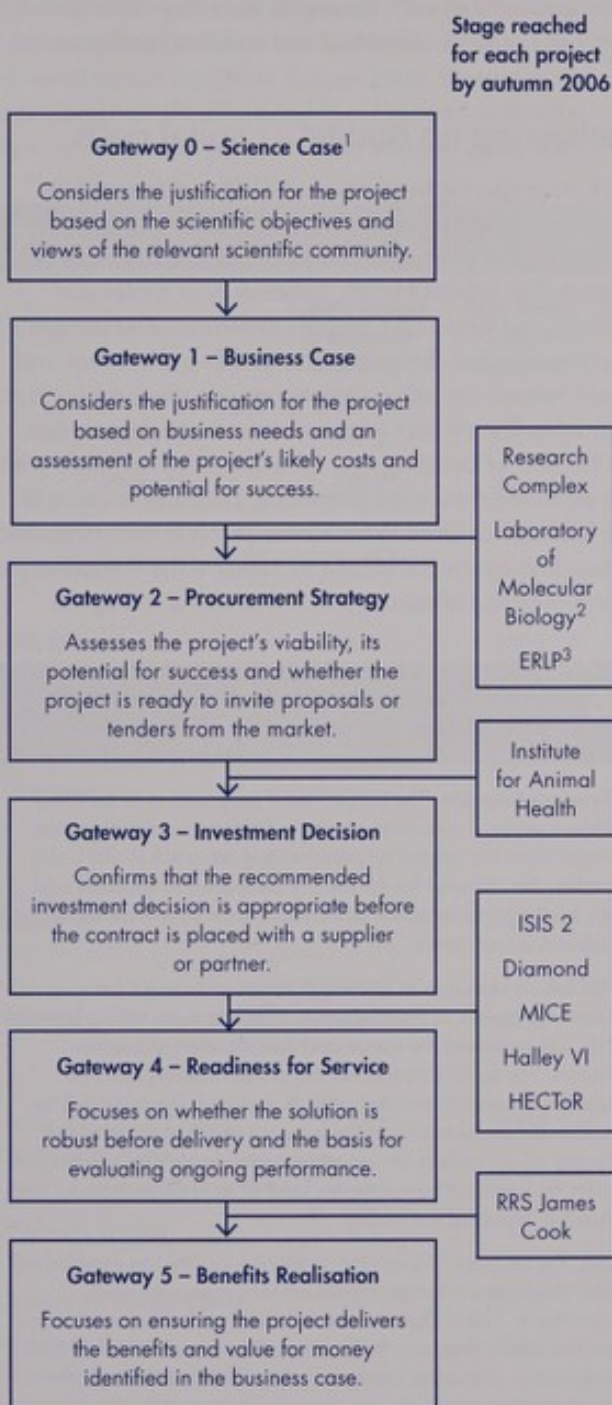 Stage reached
for each project
by autumn 2006
Gateway 0 – Science Case¹
Considers the justification for the project
based on the scientific objectives and
views of the relevant scientific community.
Gateway 1 – Business Case
Considers the justification for the project
based on business needs and an
assessment of the project's likely costs and
potential for success.
Research
Complex
Laboratory
of
Molecular
Biology²
ERLP³
Gateway 2 – Procurement Strategy
Assesses the project's viability, its
potential for success and whether the
project is ready to invite proposals or
tenders from the market.
Institute
for Animal
Health
Gateway 3 – Investment Decision
Confirms that the recommended
investment decision is appropriate before
the contract is placed with a supplier
or partner.
ISIS 2
Diamond
MICE
Halley VI
HECToR
Gateway 4 – Readiness for Service
Focuses on whether the solution is
robust before delivery and the basis for
evaluating ongoing performance.
RRS James
Cook
Gateway 5 – Benefits Realisation
Focuses on ensuring the project delivers
the benefits and value for money
identified in the business case.